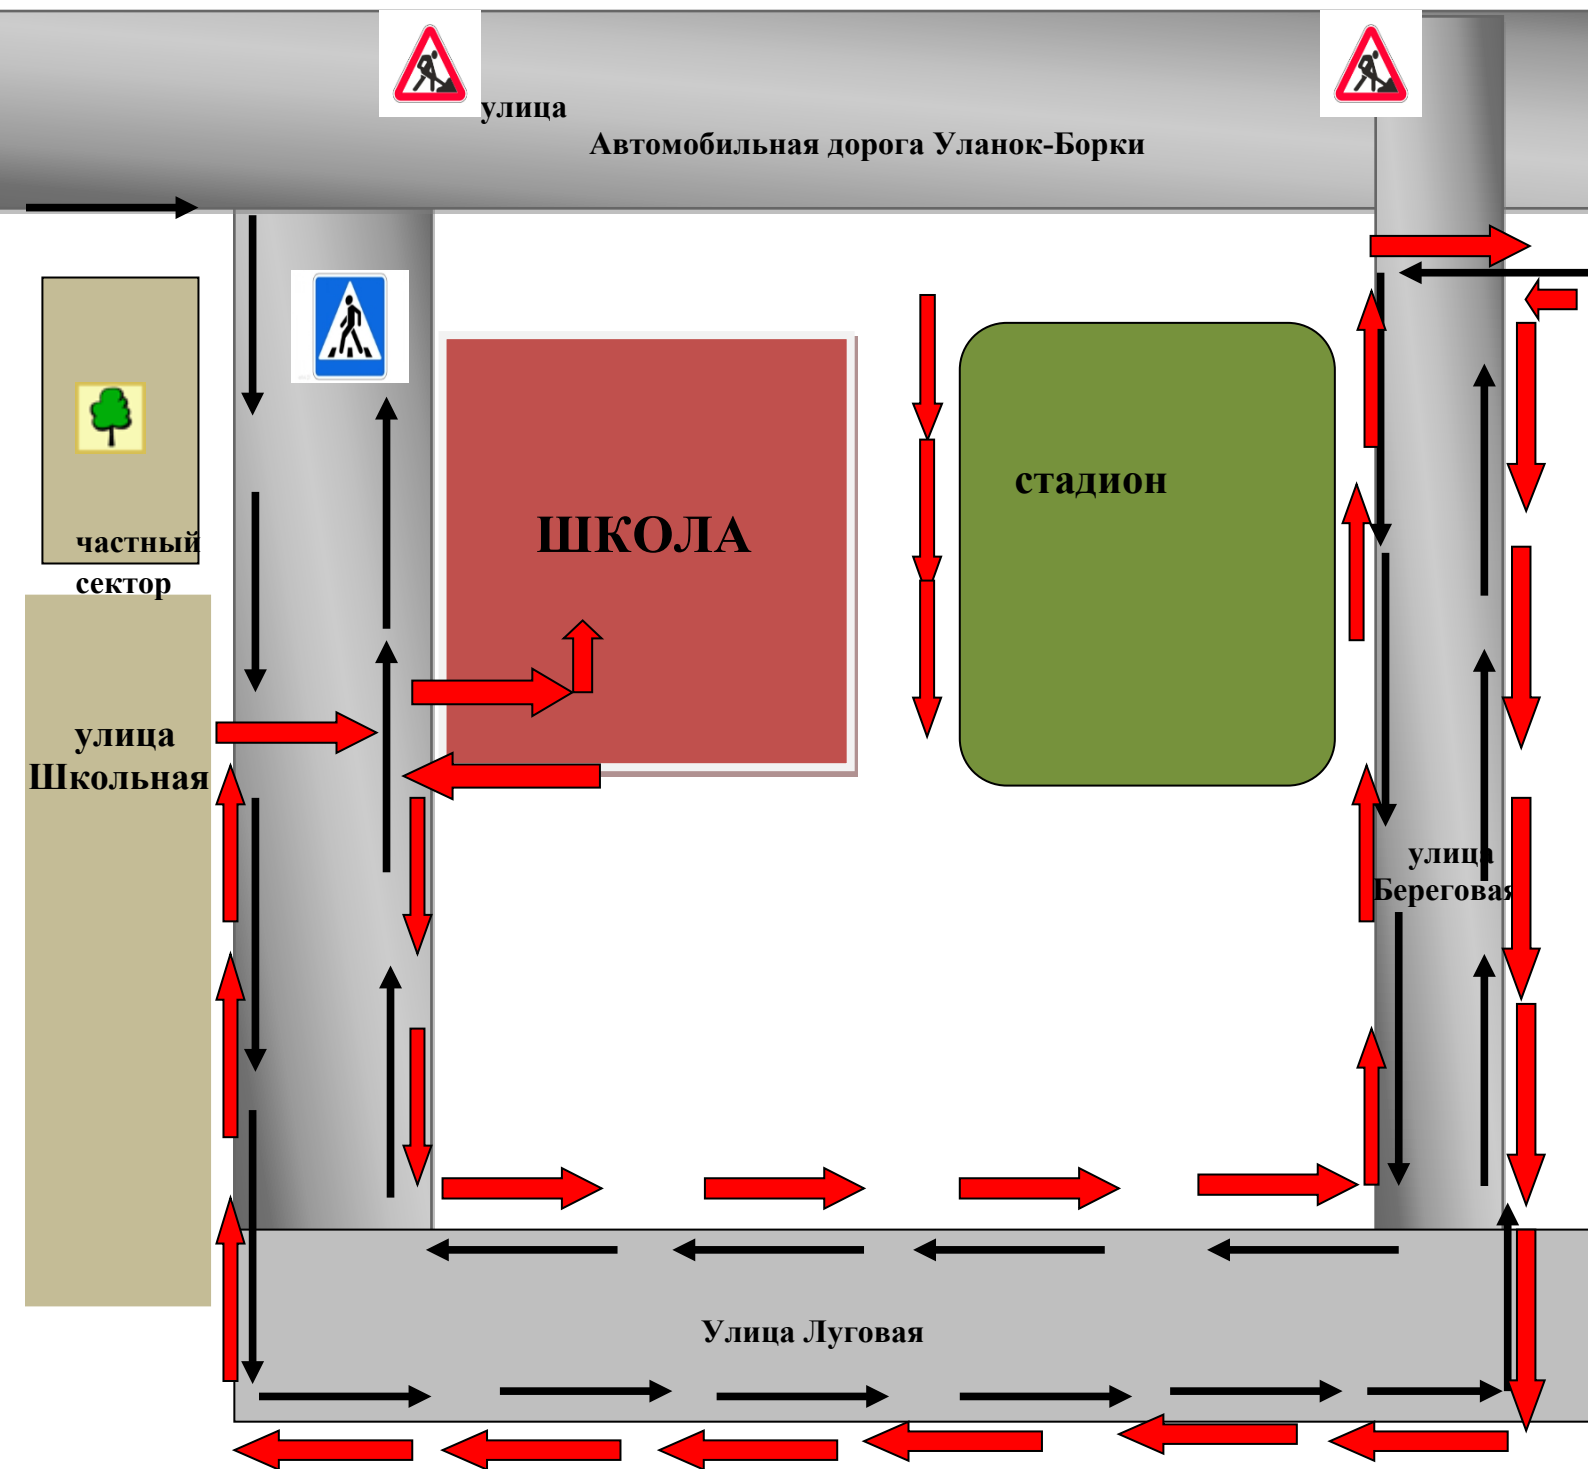 улица
Автомобильная дорога Уланок-Борки
стадион
ШКОЛА
частный
сектор
улица
Школьная
улица
Береговая
Улица Луговая